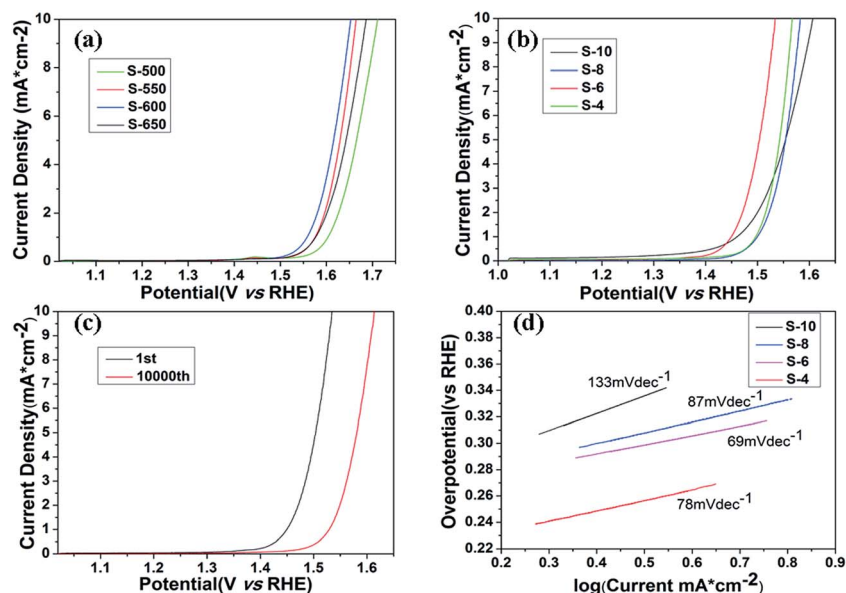 (a)
S-500
S-550
S-600
S-650
Current Density (mA*cm-2)
10
8
6
4
2
0
1.1 1.2 1.3 1.4 1.5 1.6 1.7
Potential(V vs RHE)
(b)
S-10
S-8
S-6
S-4
Current Density(mA*cm-2)
10
9
8
7
6
5
4
3
2
1
0
1.0 1.1 1.2 1.3 1.4 1.5 1.6
Potential(V vs RHE)
(c)
1st
10000th
Current Density(mA*cm-2)
10
9
8
7
6
5
4
3
2
1
0
1.1 1.2 1.3 1.4 1.5 1.6
Potential(V vs RHE)
(d)
S-10
S-8
S-6
S-4
133mVdec-1
87mVdec-1
69mVdec-1
78mVdec-1
Overpotential(vs RHE)
0.40
0.38
0.36
0.34
0.32
0.30
0.28
0.26
0.24
0.22
0.2 0.3 0.4 0.5 0.6 0.7 0.8 0.9
log(Current mA*cm-2)